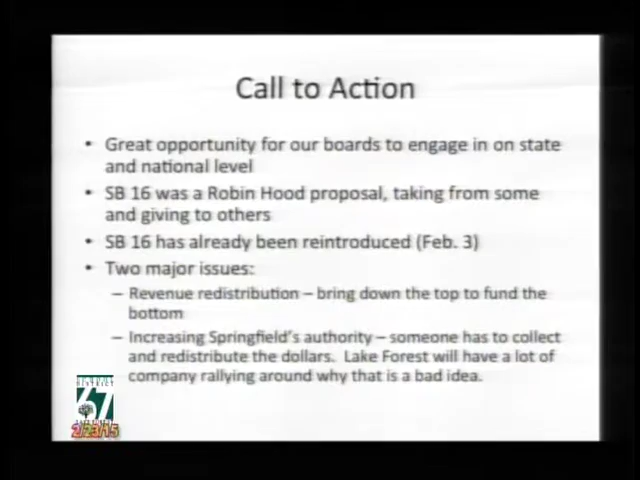 Call to Action
• Great opportunity for our boards to engage in on state
and national level
• SB 16 was a Robin Hood proposal, taking from some
and giving to others
• SB 16 has already been reintroduced (Feb. 3)
• Two major issues:
– Revenue redistribution – bring down the top to fund the
bottom
– Increasing Springfield's authority – someone has to collect
and redistribute the dollars. Lake Forest will have a lot of
company rallying around why that is a bad idea.
DISTRICT
67
2/23/15